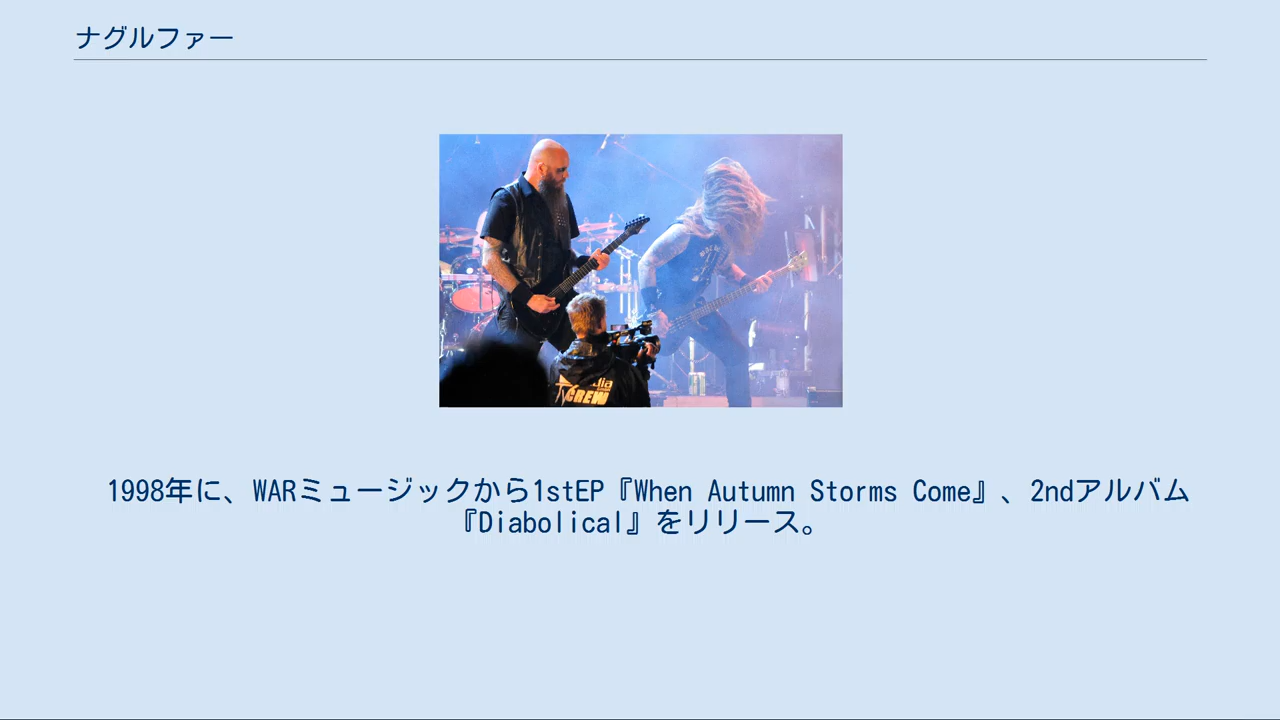 ナグルファー
dia
CREW
1998年に、WARミュージックから1stEP『When Autumn Storms Come』、2ndアルバム
『Diabolical』をリリース。